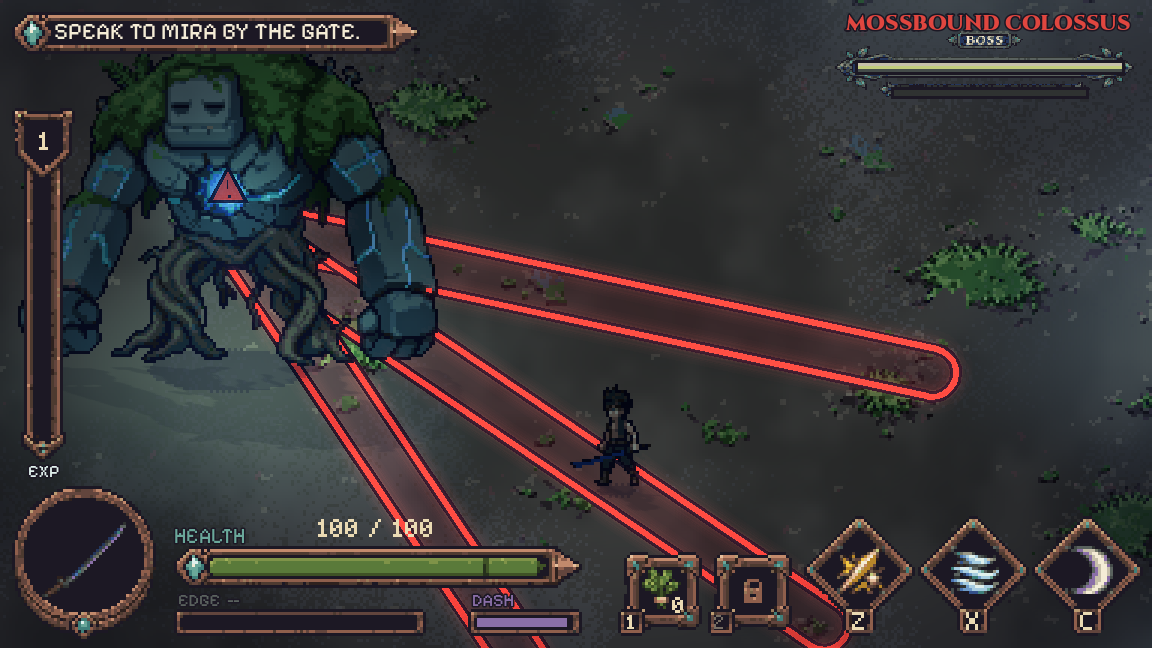 SPEAK TO MIRA BY THE GATE.
MOSSBOUND COLOSSUS
BOSS
1
EXP
HEALTH
100 / 100
EDGE --
DASH
0
1
2
Z
X
C